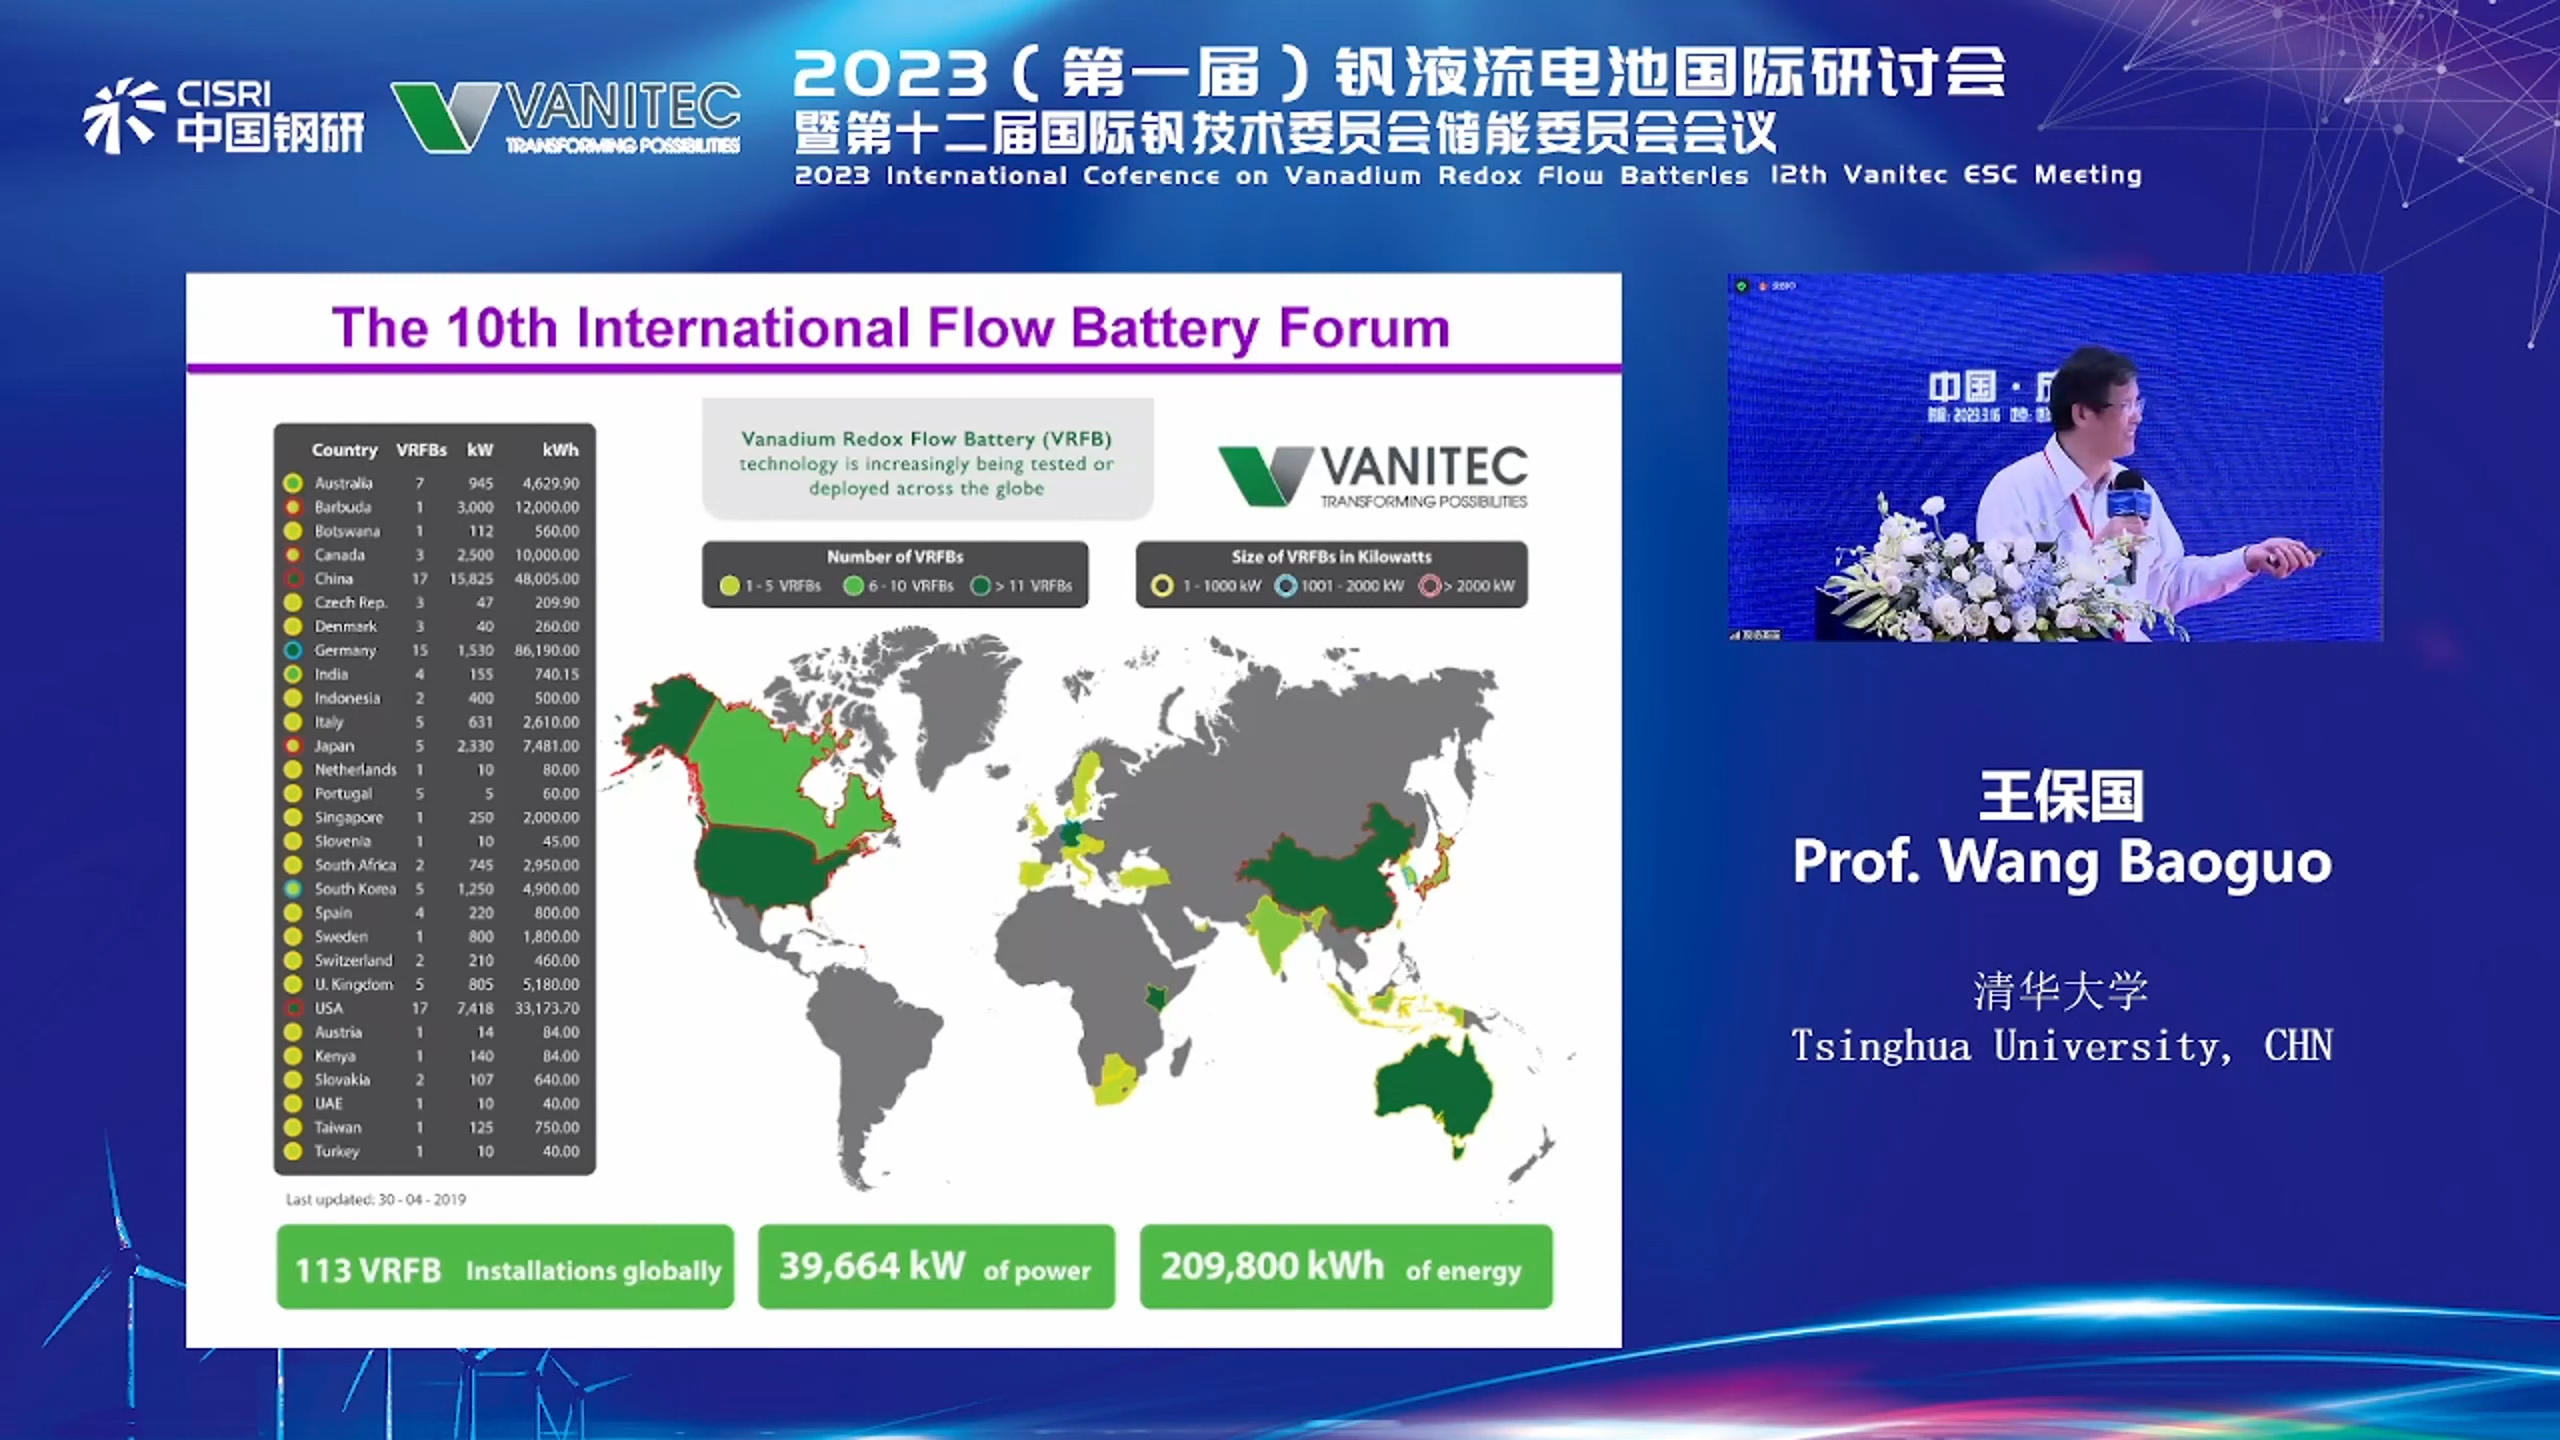 CISRI
中国钢研
VANITEC
TRANSFORMING POSSIBILITIES
2023（第一届）钒液流电池国际研讨会
暨第十二届国际钒技术委员会储能委员会会议
2023 International Coference on Vanadium Redox Flow Batteries 12th Vanitec ESC Meeting
The 10th International Flow Battery Forum
Country VRFBs kW kWh
Australia 7 945 4,629.90
Barbuda 1 3,000 12,000.00
Botswana 1 112 560.00
Canada 3 2,500 10,000.00
China 17 15,825 48,005.00
Czech Rep. 3 47 209.90
Denmark 3 40 260.00
Germany 15 1,530 86,190.00
India 4 155 740.15
Indonesia 2 400 500.00
Italy 5 631 2,610.00
Japan 5 2,330 7,481.00
Netherlands 1 10 80.00
Portugal 5 5 60.00
Singapore 1 250 2,000.00
Slovenia 1 10 45.00
South Africa 2 745 2,950.00
South Korea 5 1,250 4,900.00
Spain 4 220 800.00
Sweden 1 800 1,800.00
Switzerland 2 210 460.00
U. Kingdom 5 805 5,180.00
USA 17 7,418 33,173.70
Austria 1 14 84.00
Kenya 1 140 84.00
Slovakia 2 107 640.00
UAE 1 10 40.00
Taiwan 1 125 750.00
Turkey 1 10 40.00
Last updated: 30 - 04 - 2019
Vanadium Redox Flow Battery (VRFB)
technology is increasingly being tested or
deployed across the globe
VANITEC
TRANSFORMING POSSIBILITIES
Number of VRFBs
1 - 5 VRFBs 6 - 10 VRFBs > 11 VRFBs
Size of VRFBs in Kilowatts
1 - 1000 kW 1001 - 2000 kW > 2000 kW
113 VRFB Installations globally
39,664 kW of power
209,800 kWh of energy
中国 · 成
2023.3.16
王保国
Prof. Wang Baoguo
清华大学
Tsinghua University, CHN